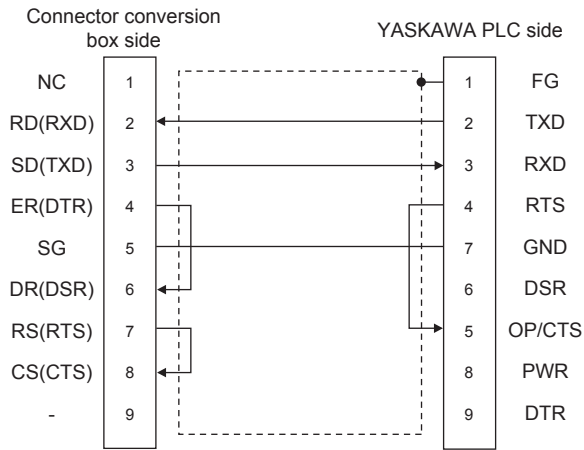 Connector conversion
box side
YASKAWA PLC side
NC 1 1 FG
RD(RXD) 2 2 TXD
SD(TXD) 3 3 RXD
ER(DTR) 4 4 RTS
SG 5 7 GND
DR(DSR) 6 6 DSR
RS(RTS) 7 5 OP/CTS
CS(CTS) 8 8 PWR
- 9 9 DTR